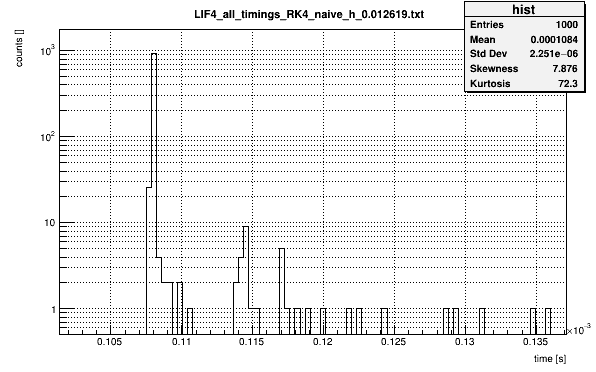 LIF4_all_timings_RK4_naive_h_0.012619.txt
hist
Entries 1000
Mean 0.0001084
Std Dev 2.251e−06
Skewness 7.876
Kurtosis 72.3
counts []
10³
10²
10
1
0.105 0.11 0.115 0.12 0.125 0.13 0.135
×10⁻³
time [s]